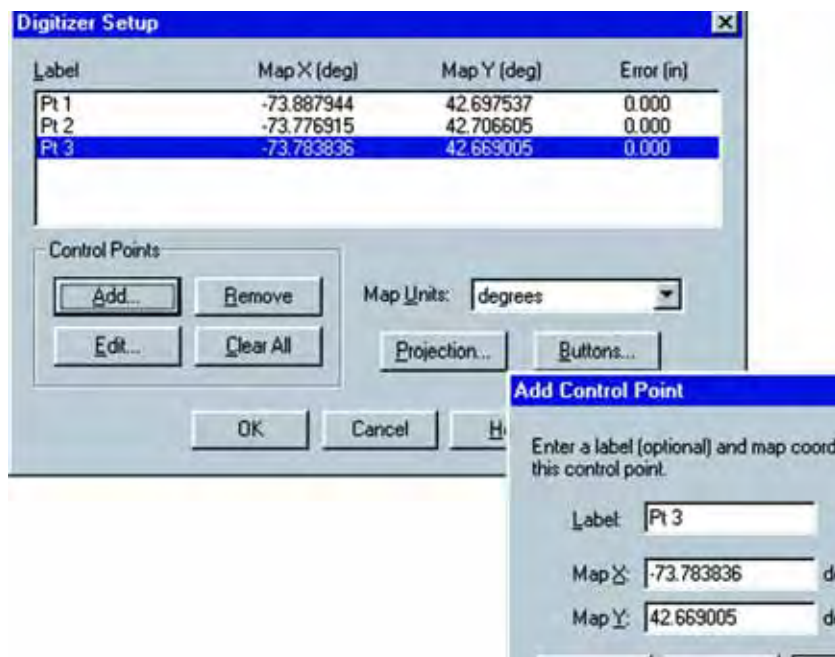 Digitizer Setup
Label Map X (deg) Map Y (deg) Error (in)
Pt 1 -73.887944 42.697537 0.000
Pt 2 -73.776915 42.706605 0.000
Pt 3 -73.783836 42.669005 0.000
Control Points
Add... Remove Map Units: degrees
Edit... Clear All Projection... Buttons...
OK Cancel
Add Control Point
Enter a label (optional) and map coord
this control point.
Label: Pt 3
Map X: -73.783836
Map Y: 42.669005